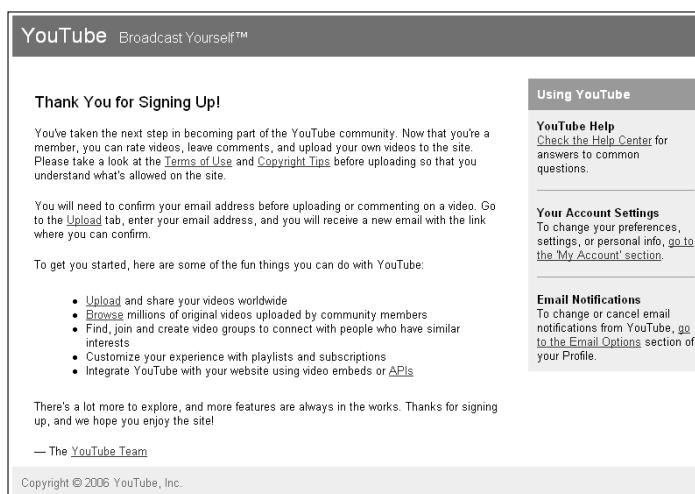 YouTube Broadcast Yourself™
Thank You for Signing Up!
You've taken the next step in becoming part of the YouTube community. Now that you're a
member, you can rate videos, leave comments, and upload your own videos to the site.
Please take a look at the Terms of Use and Copyright Tips before uploading so that you
understand what's allowed on the site.
You will need to confirm your email address before uploading or commenting on a video. Go
to the Upload tab, enter your email address, and you will receive a new email with the link
where you can confirm.
To get you started, here are some of the fun things you can do with YouTube:
• Upload and share your videos worldwide
• Browse millions of original videos uploaded by community members
• Find, join and create video groups to connect with people who have similar
interests
• Customize your experience with playlists and subscriptions
• Integrate YouTube with your website using video embeds or APIs
There's a lot more to explore, and more features are always in the works. Thanks for signing
up, and we hope you enjoy the site!
— The YouTube Team
Using YouTube
YouTube Help
Check the Help Center for
answers to common
questions.
Your Account Settings
To change your preferences,
settings, or personal info, go to
the 'My Account' section.
Email Notifications
To change or cancel email
notifications from YouTube, go
to the Email Options section of
your Profile.
Copyright © 2006 YouTube, Inc.